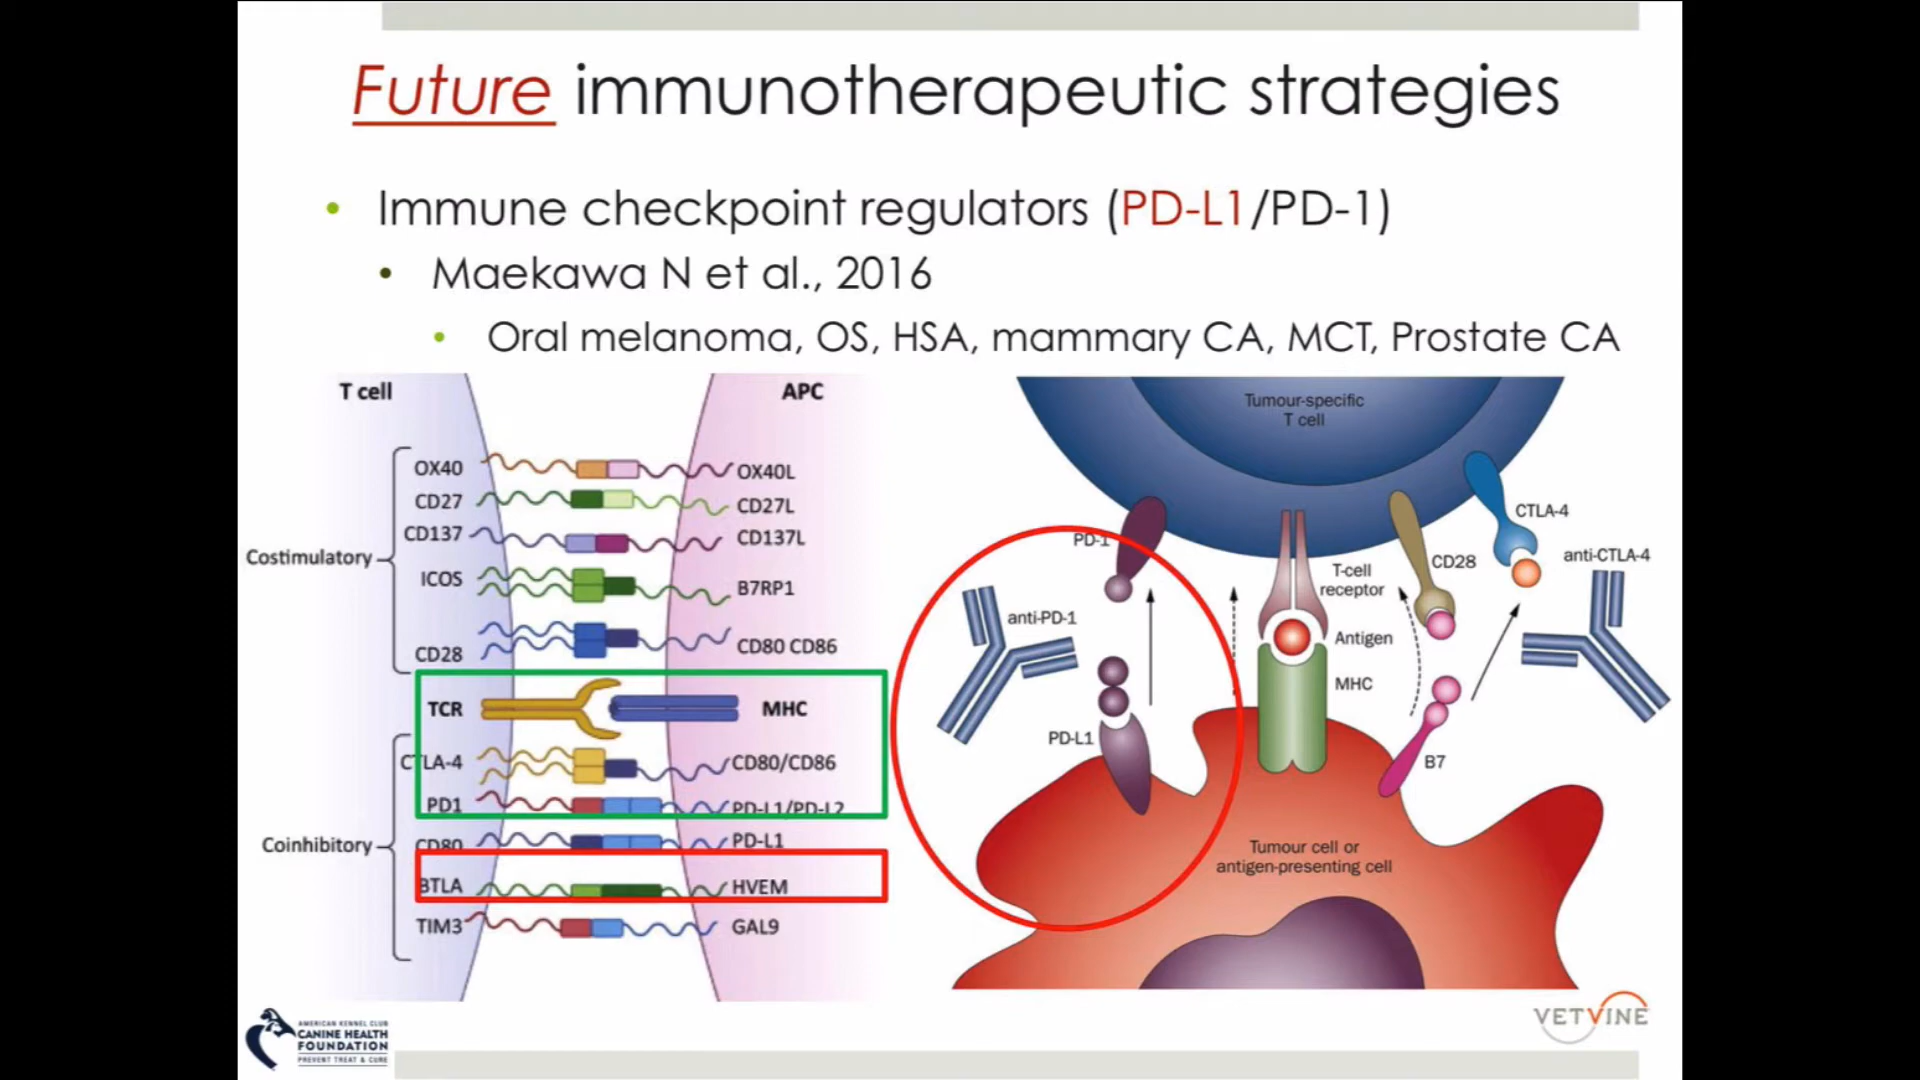 Future immunotherapeutic strategies
• Immune checkpoint regulators (PD-L1/PD-1)
• Maekawa N et al., 2016
• Oral melanoma, OS, HSA, mammary CA, MCT, Prostate CA
T cell
APC
Costimulatory
OX40
OX40L
CD27
CD27L
CD137
CD137L
ICOS
B7RP1
CD28
CD80 CD86
TCR
MHC
Coinhibitory
CTLA-4
CD80/CD86
PD1
PD-L1/PD-L2
CD80
PD-L1
BTLA
HVEM
TIM3
GAL9
Tumour-specific
T cell
PD-1
anti-PD-1
PD-L1
T-cell
receptor
Antigen
MHC
CD28
CTLA-4
anti-CTLA-4
B7
Tumour cell or
antigen-presenting cell
AMERICAN KENNEL CLUB
CANINE HEALTH
FOUNDATION
PREVENT TREAT & CURE
VETVINE